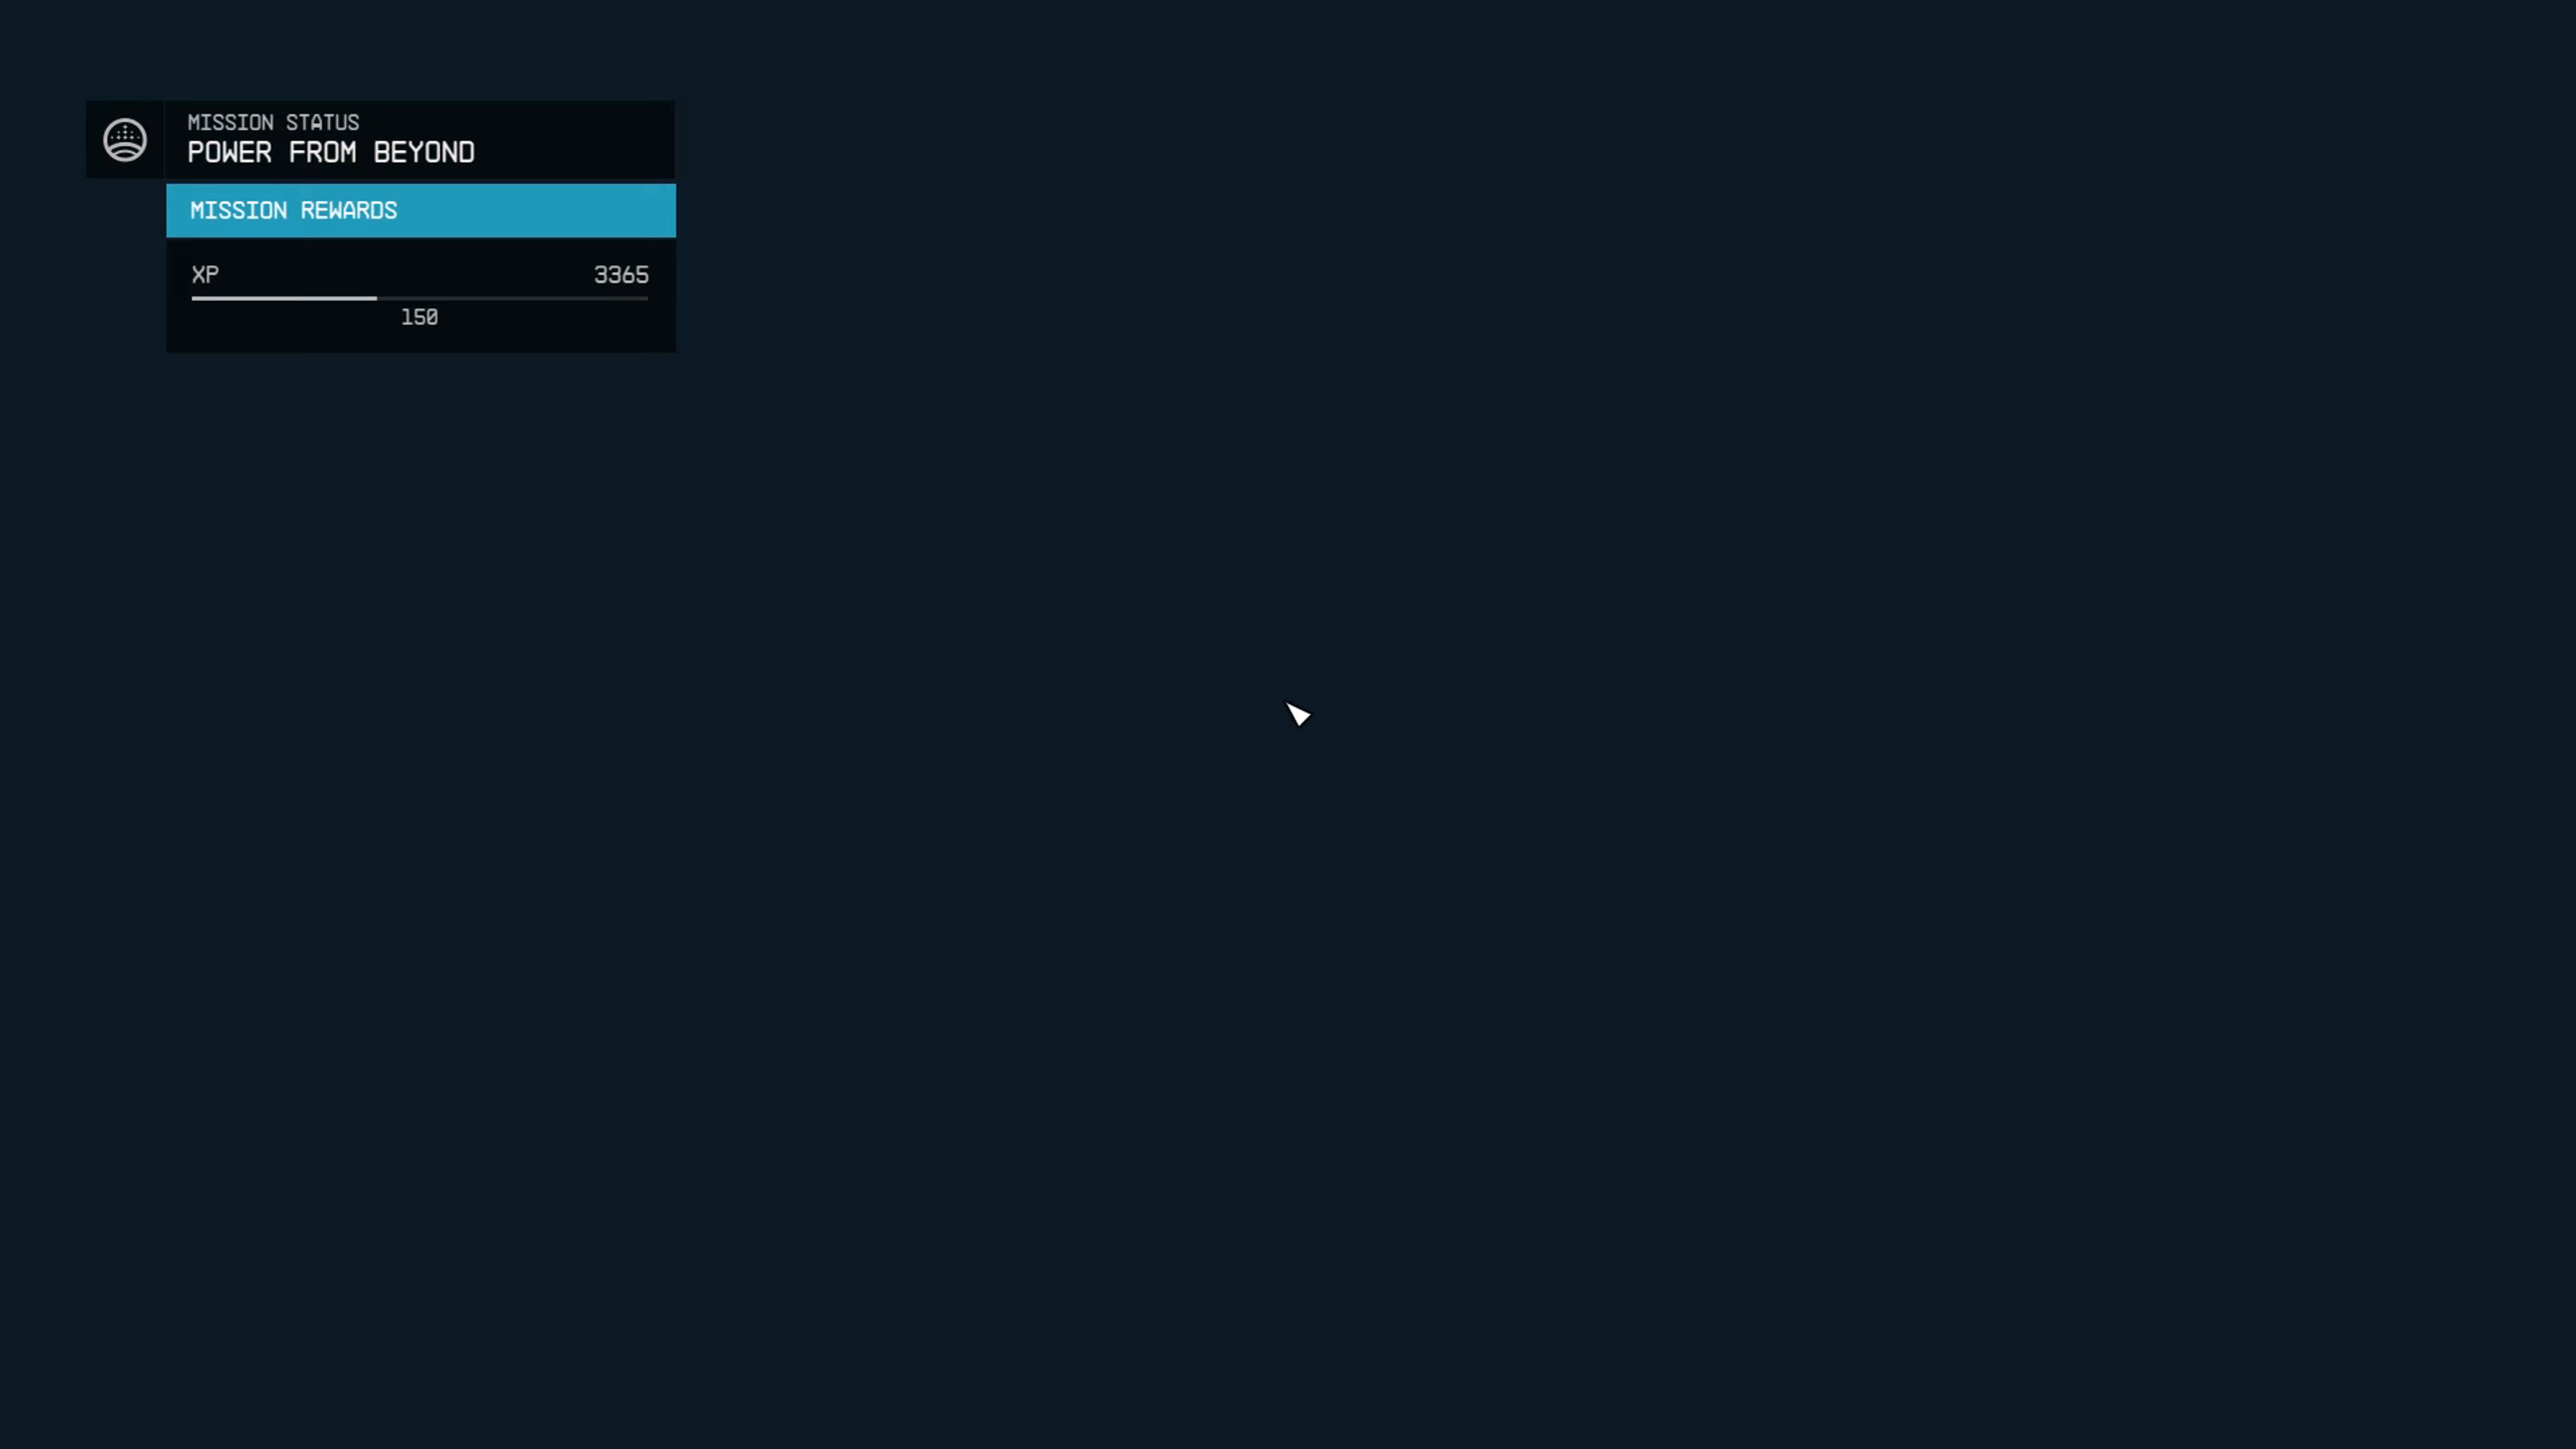 MISSION STATUS
POWER FROM BEYOND
MISSION REWARDS
XP 3365
150